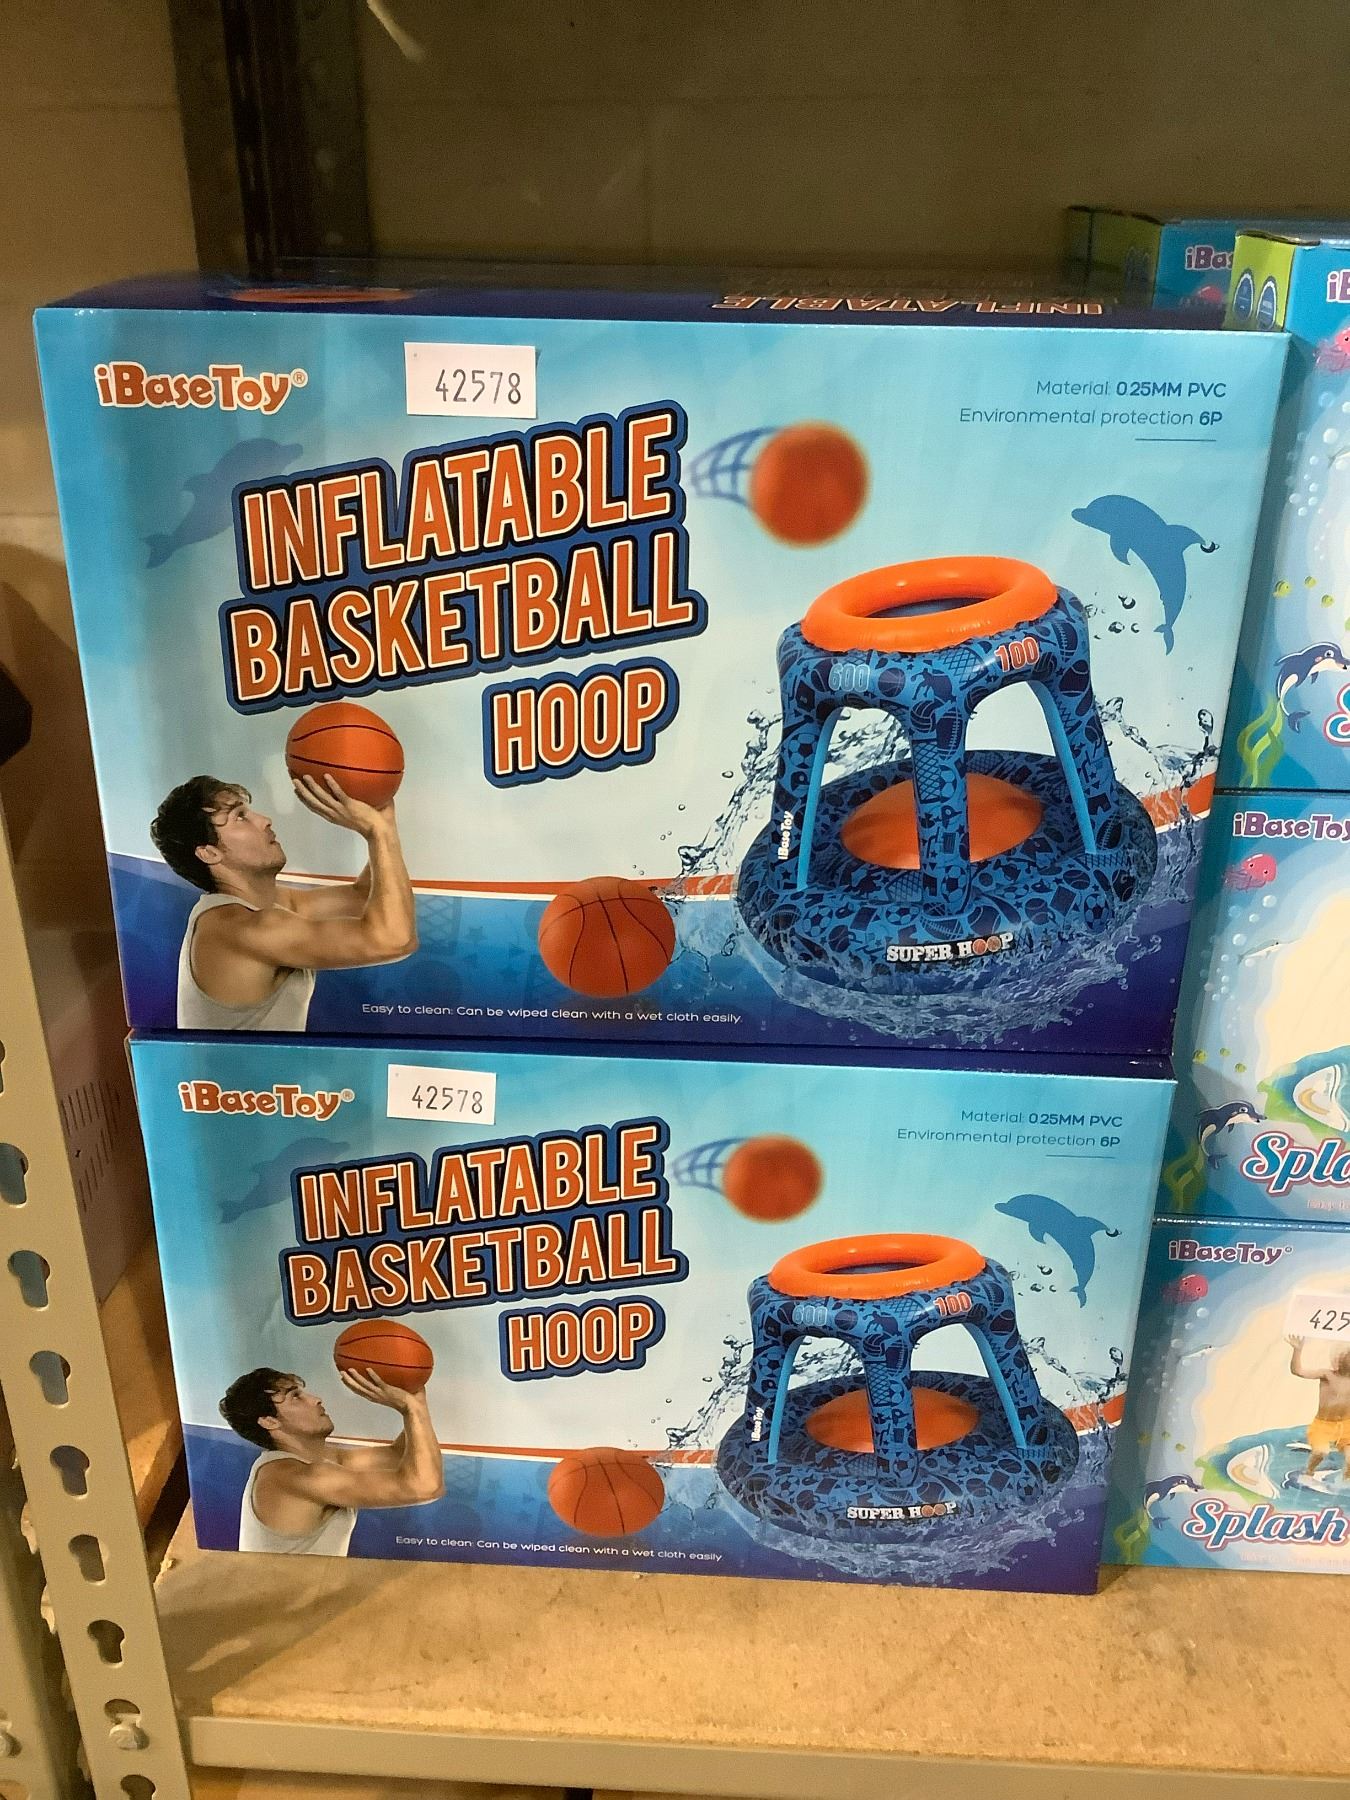 INFLATABLE
iBas
iBaseToy®
42578
Material: 0.25MM PVC
Environmental protection 6P
INFLATABLE
BASKETBALL
HOOP
600
100
iBaseToy
SUPER HOOP
Easy to clean: Can be wiped clean with a wet cloth easily.
iBaseToy
iBaseToy®
42578
Material: 0.25MM PVC
Environmental protection 6P
INFLATABLE
BASKETBALL
HOOP
600
100
iBaseToy
SUPER HOOP
Easy to clean: Can be wiped clean with a wet cloth easily.
Spla
iBaseToy®
425
Splash